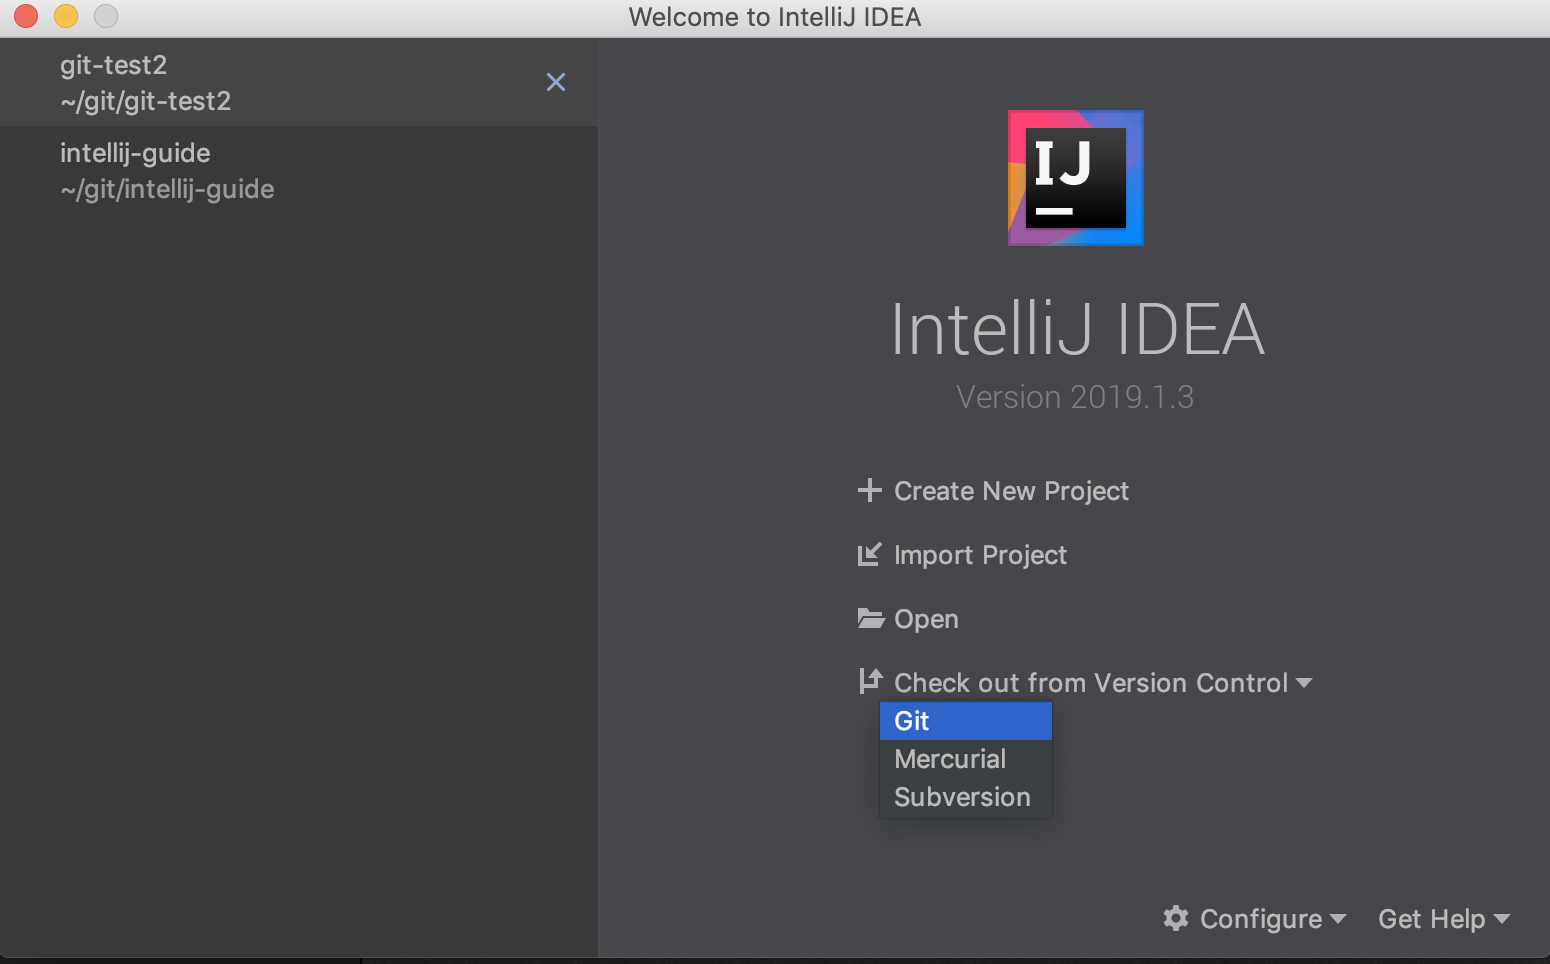 Welcome to IntelliJ IDEA
git-test2
~/git/git-test2
intellij-guide
~/git/intellij-guide
IJ
IntelliJ IDEA
Version 2019.1.3
Create New Project
Import Project
Open
Check out from Version Control
Git
Mercurial
Subversion
Configure
Get Help